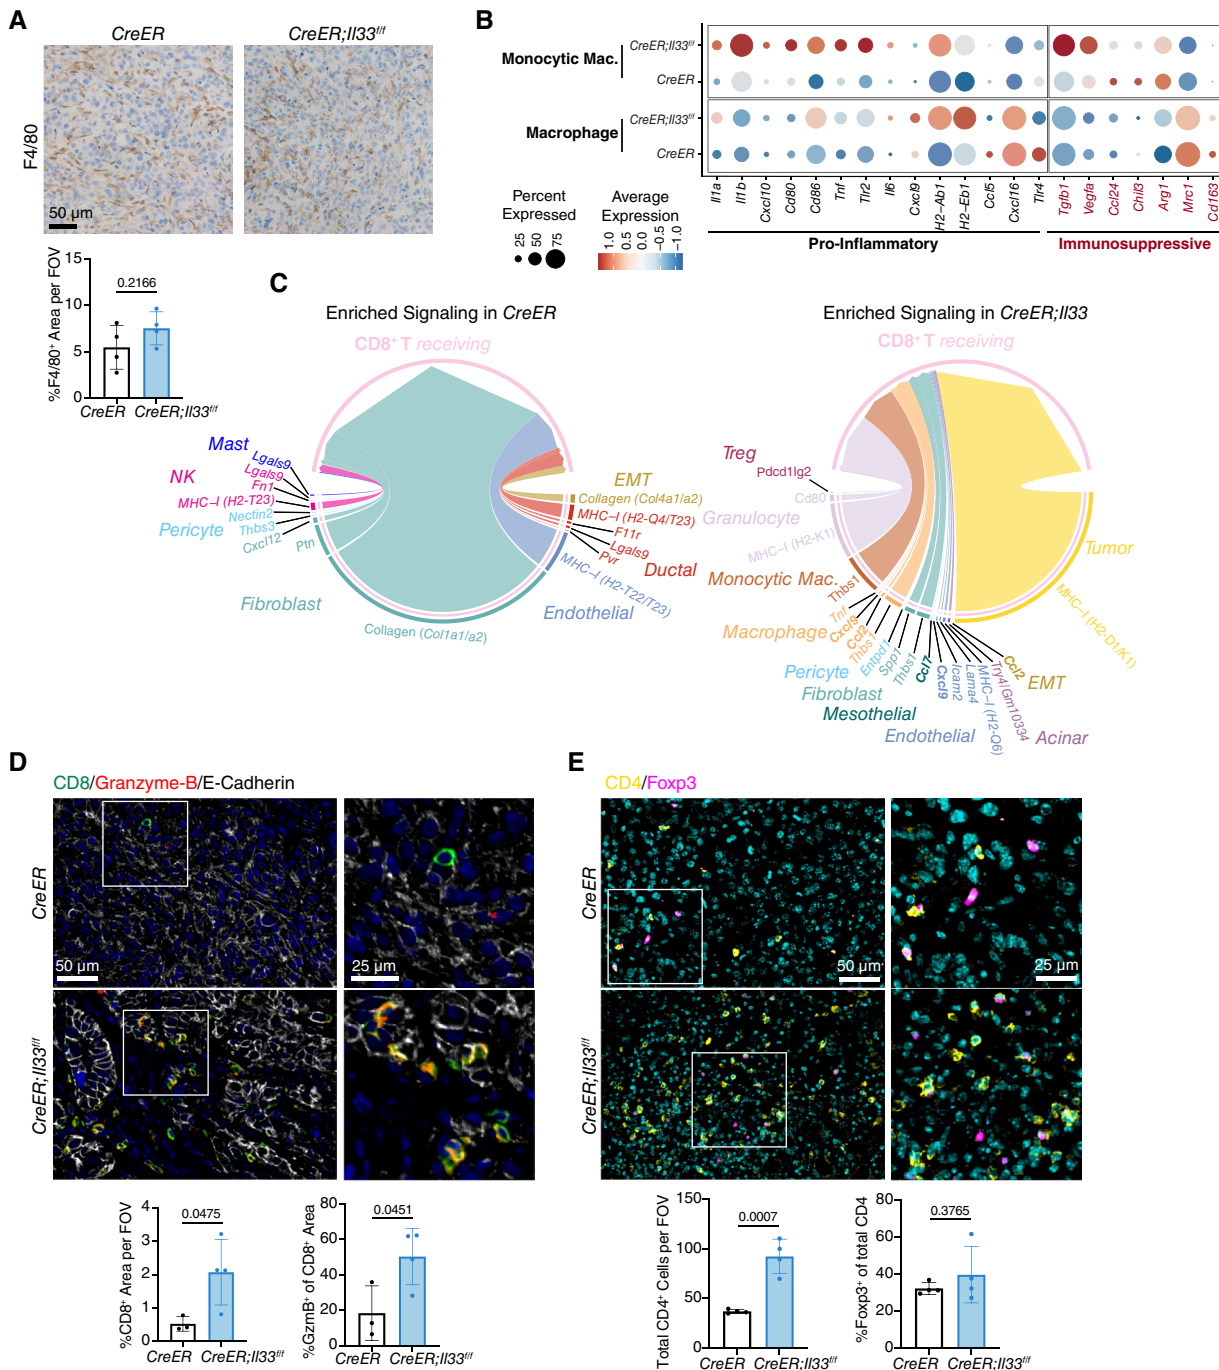 A
CreER
CreER;Il33f/f
F4/80
50 µm
%F4/80+ Area per FOV
15
10
5
0
0.2166
CreER
CreER;Il33f/f
B
Monocytic Mac.
CreER;Il33f/f
CreER
Macrophage
CreER;Il33f/f
CreER
Il1a
Il1b
Cxcl10
Cd80
Cd86
Tnf
Tlr2
Il6
Cxcl9
H2−Ab1
H2−Eb1
Ccl5
Cxcl16
Tlr4
Tgfb1
Vegfa
Ccl24
Chil3
Arg1
Mrc1
Cd163
Pro-Inflammatory
Immunosuppressive
Percent
Expressed
25
50
75
Average
Expression
1.0
0.5
0.0
−0.5
−1.0
C
Enriched Signaling in CreER
CD8+ T receiving
Mast
Lgals9
NK
Lgals9
Fn1
MHC−I (H2-T23)
Pericyte
Nectin2
Thbs3
Cxcl12
Ptn
Fibroblast
Collagen (Col1a1/a2)
EMT
Collagen (Col4a1/a2)
MHC−I (H2-Q4/T23)
F11r
Lgals9
Pvr
Ductal
MHC−I (H2-T22/T23)
Endothelial
Enriched Signaling in CreER;Il33
CD8+ T receiving
Treg
Pdcd1lg2
Cd80
Granulocyte
MHC−I (H2-K1)
Monocytic Mac.
Thbs1
Macrophage
Tnf
Cxcl9
Ccl2
Thbs1
Pericyte
Entpd1
Fibroblast
Spp1
Thbs1
Mesothelial
Ccl7
Endothelial
Cxcl9
Icam2
Lama4
MHC−I (H2-Q6)
Try4|Gm10334
Acinar
Ccl2
EMT
Tumor
MHC−I (H2-D1/K1)
D
CD8/Granzyme-B/E-Cadherin
CreER
50 µm
25 µm
CreER;Il33f/f
%CD8+ Area per FOV
4
3
2
1
0
0.0475
CreER
CreER;Il33f/f
%GzmB+ of CD8+ Area
80
60
40
20
0
0.0451
CreER
CreER;Il33f/f
E
CD4/Foxp3
CreER
50 µm
25 µm
CreER;Il33f/f
Total CD4+ Cells per FOV
150
100
50
0
0.0007
CreER
CreER;Il33f/f
%Foxp3+ of total CD4
80
60
40
20
0
0.3765
CreER
CreER;Il33f/f